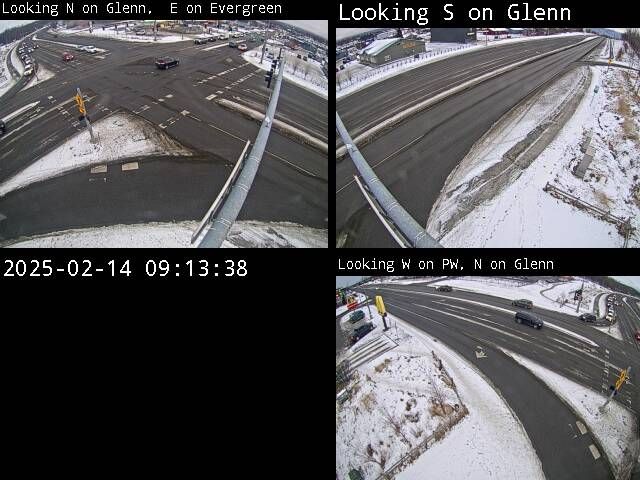 Looking N on Glenn,  E on Evergreen
Looking S on Glenn
2025-02-14 09:13:38
Looking W on PW, N on Glenn